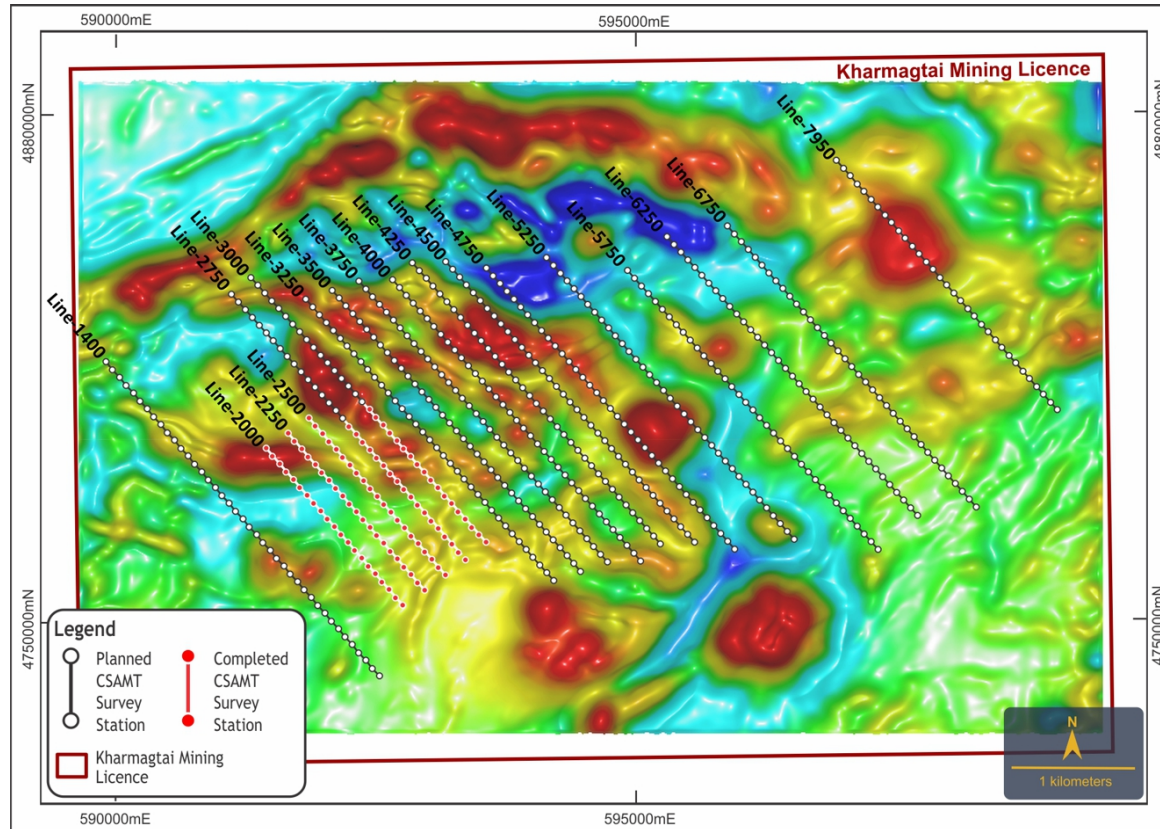 590000mE
595000mE
Kharmagtai Mining Licence
4880000mN
4880000mN
Line-7950
Line-6750
Line-6250
Line-5750
Line-5250
Line-4750
Line-4500
Line-4250
Line-4000
Line-3750
Line-3500
Line-3250
Line-3000
Line-2750
Line-1400
Line-2500
Line-2250
Line-2000
4750000mN
4750000mN
Legend
Planned
CSAMT
Survey
Station
Completed
CSAMT
Survey
Station
Kharmagtai Mining
Licence
N
1 kilometers
590000mE
595000mE